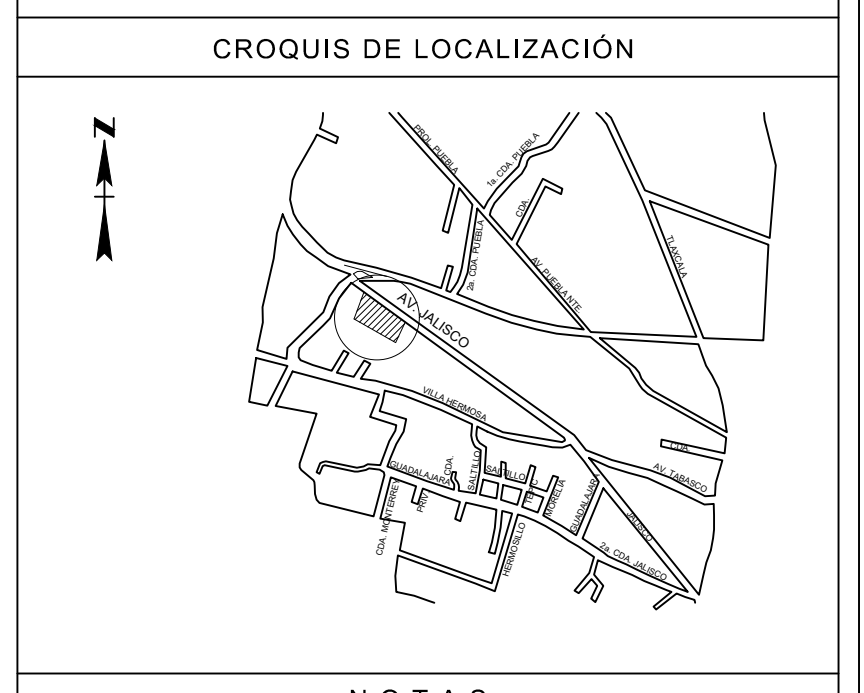 CROQUIS DE LOCALIZACIÓN
N
PROL. PUEBLA
1a. CDA. PUEBLA
CDA.
2a. CDA. PUEBLA
TLAXCALA
AV. PUEBLA NTE.
AV. JALISCO
VILLA HERMOSA
CDA.
AV. TABASCO
GUADALAJARA
CDA.
SALTILLO
SALTILLO
TEPIC
MORELIA
GUADALAJARA
JALISCO
CDA. MONTERREY
PRIV.
HERMOSILLO
2a. CDA. JALISCO
N O T A S